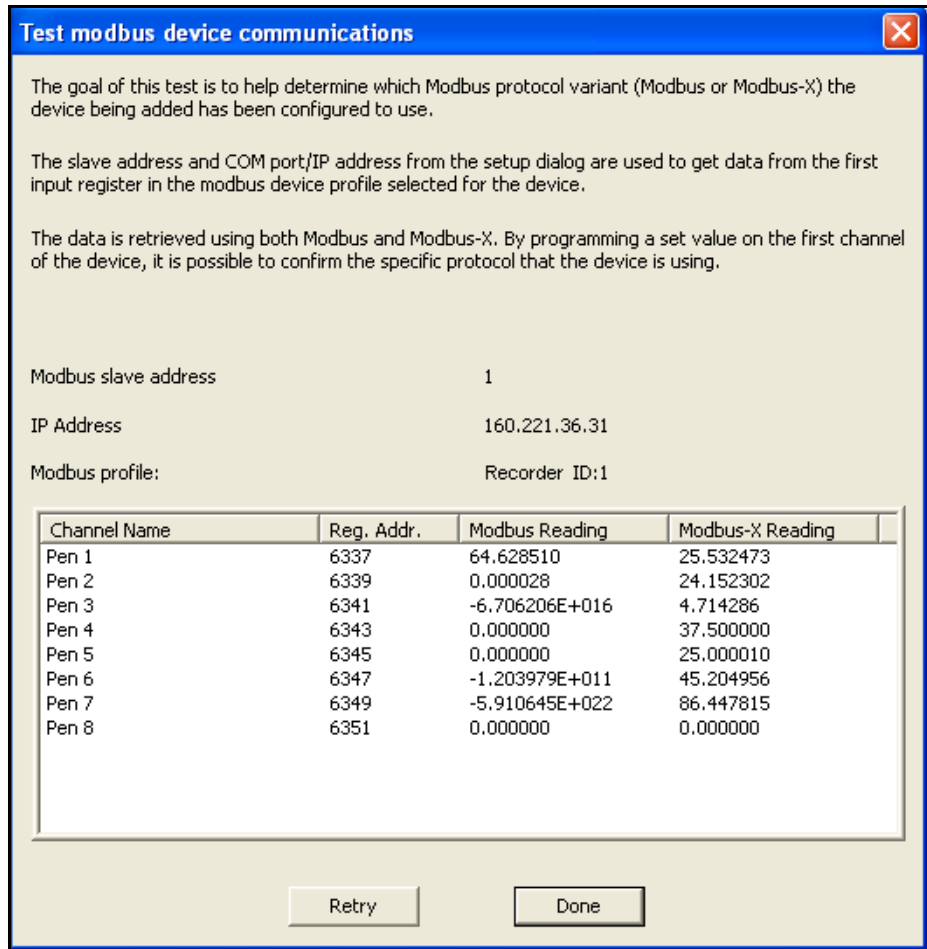 Test modbus device communications
The goal of this test is to help determine which Modbus protocol variant (Modbus or Modbus-X) the
device being added has been configured to use.
The slave address and COM port/IP address from the setup dialog are used to get data from the first
input register in the modbus device profile selected for the device.
The data is retrieved using both Modbus and Modbus-X. By programming a set value on the first channel
of the device, it is possible to confirm the specific protocol that the device is using.
Modbus slave address 1
IP Address 160.221.36.31
Modbus profile: Recorder ID:1
Channel Name Reg. Addr. Modbus Reading Modbus-X Reading
Pen 1 6337 64.628510 25.532473
Pen 2 6339 0.000028 24.152302
Pen 3 6341 -6.706206E+016 4.714286
Pen 4 6343 0.000000 37.500000
Pen 5 6345 0.000000 25.000010
Pen 6 6347 -1.203979E+011 45.204956
Pen 7 6349 -5.910645E+022 86.447815
Pen 8 6351 0.000000 0.000000
Retry Done